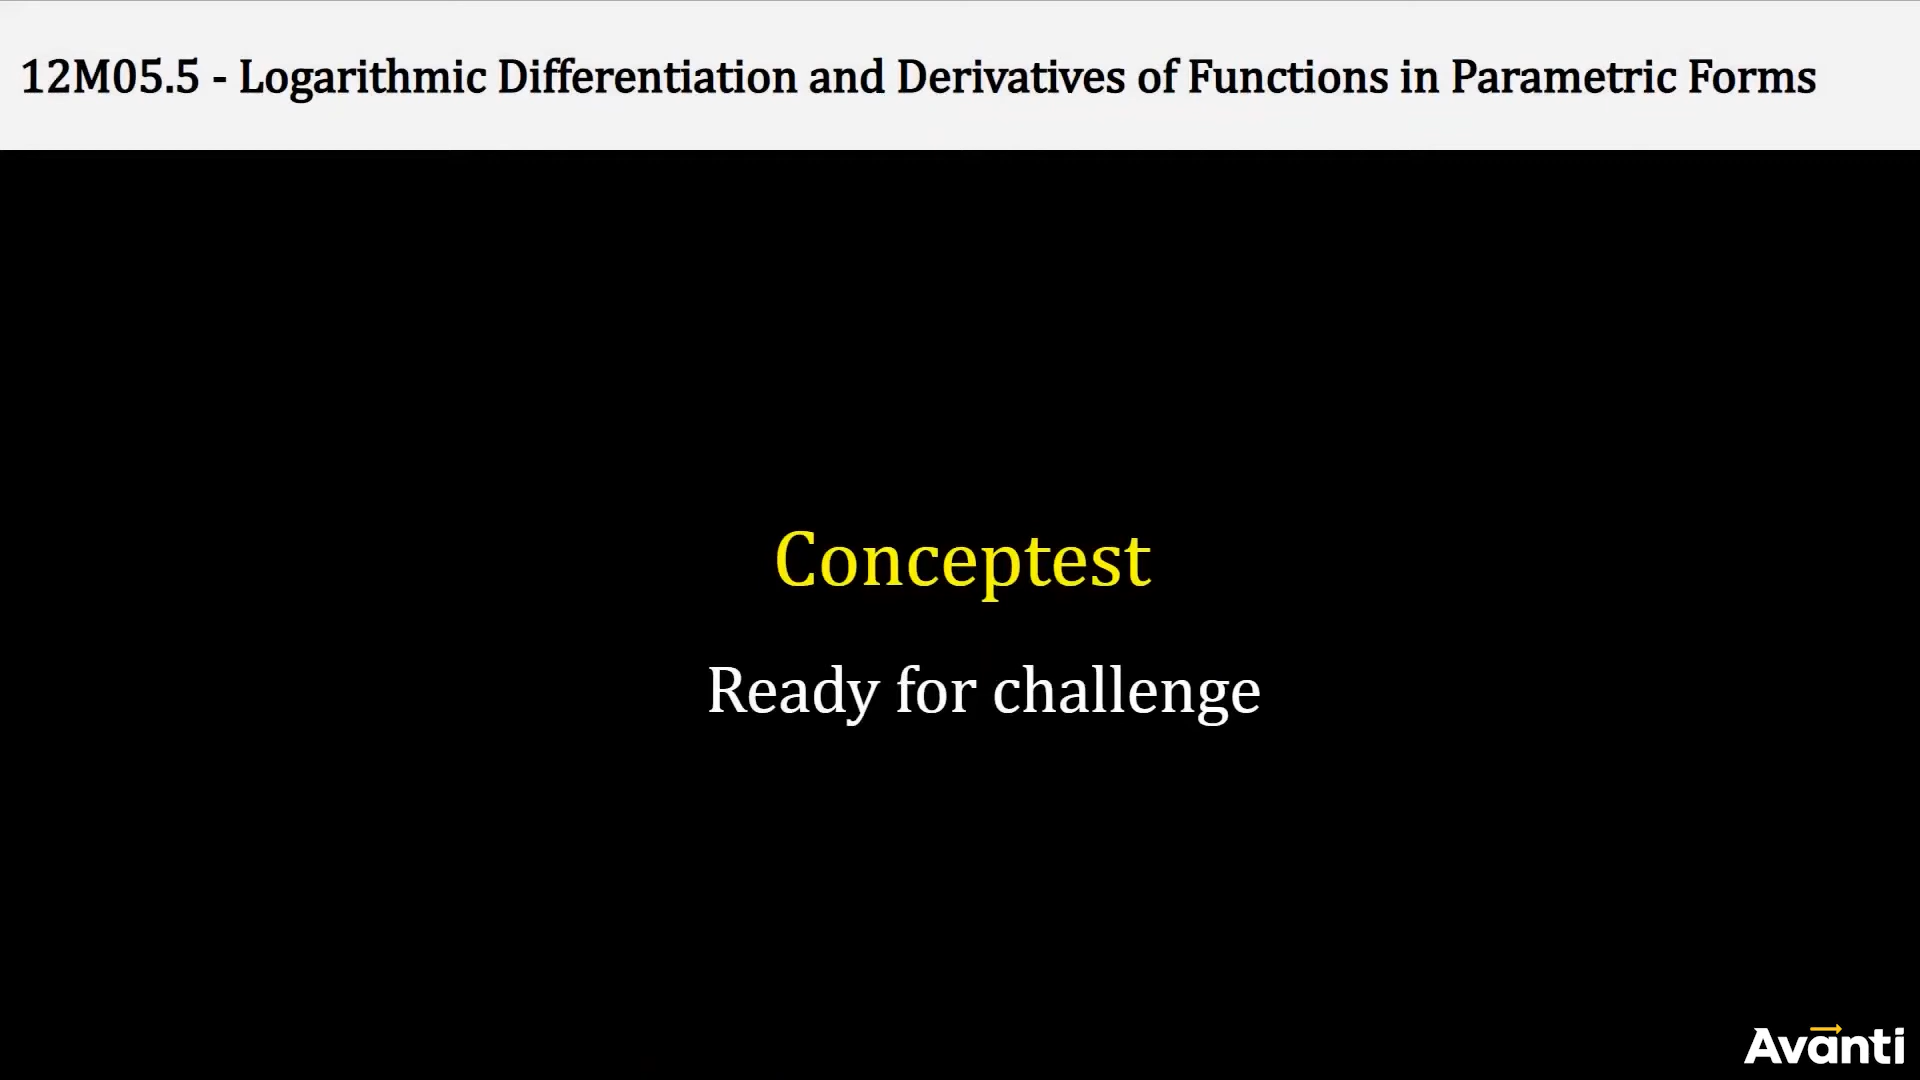 12M05.5 - Logarithmic Differentiation and Derivatives of Functions in Parametric Forms
Conceptest
Ready for challenge
Avanti